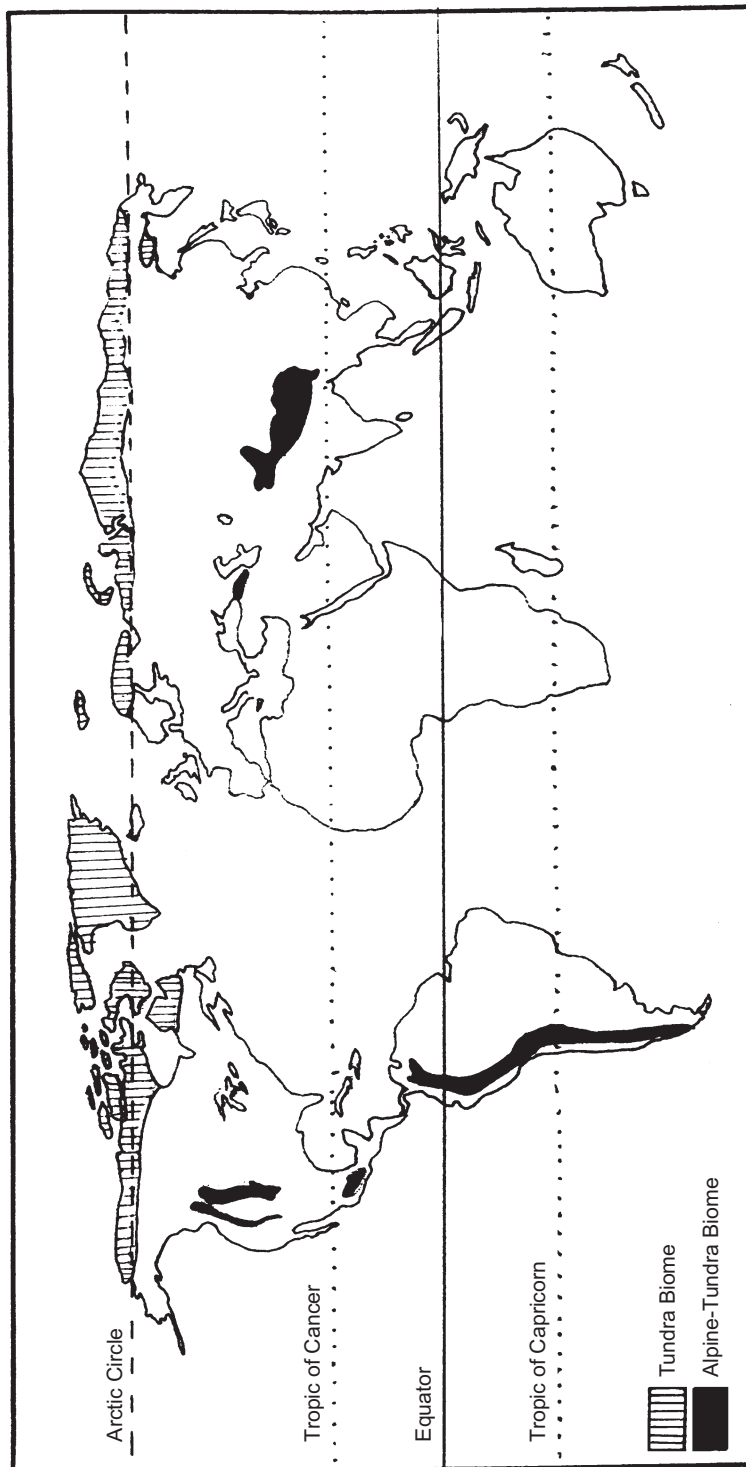 Arctic Circle
Tropic of Cancer
Equator
Tropic of Capricorn
Tundra Biome
Alpine-Tundra Biome